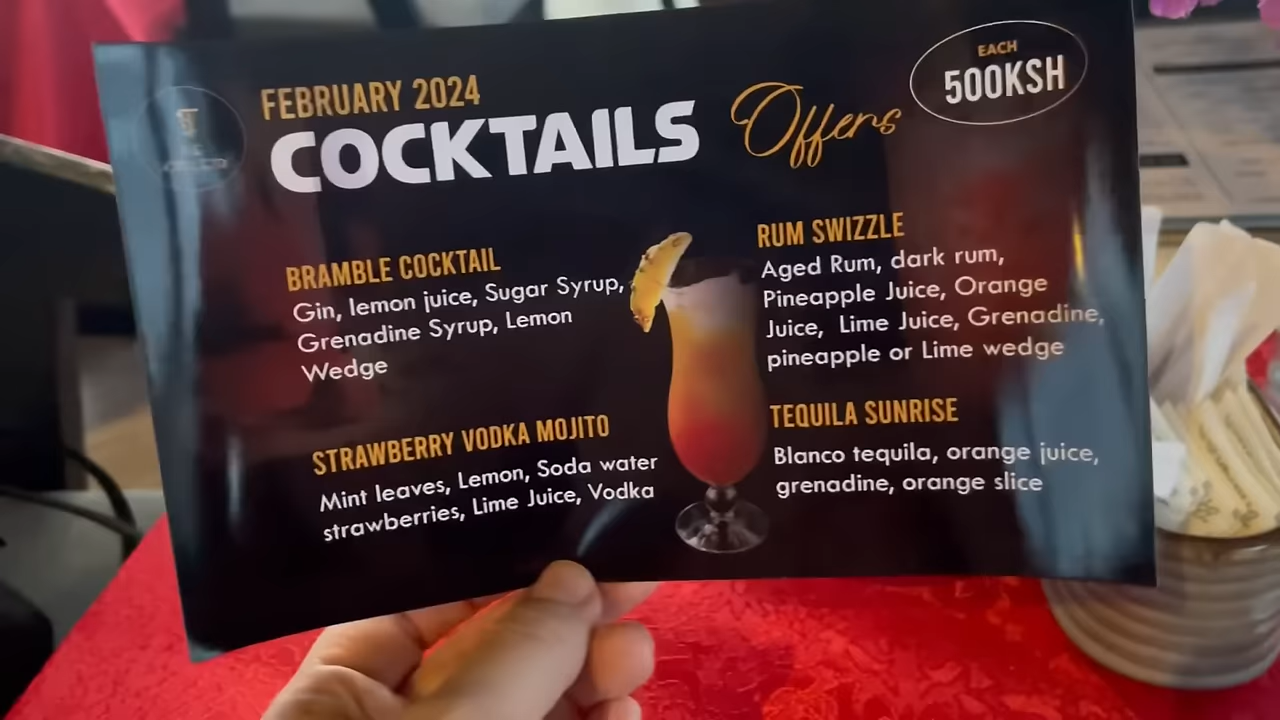 FEBRUARY 2024
COCKTAILS Offers
EACH
500KSH
BRAMBLE COCKTAIL
Gin, lemon juice, Sugar Syrup,
Grenadine Syrup, Lemon
Wedge
STRAWBERRY VODKA MOJITO
Mint leaves, Lemon, Soda water
strawberries, Lime Juice, Vodka
RUM SWIZZLE
Aged Rum, dark rum,
Pineapple Juice, Orange
Juice, Lime Juice, Grenadine,
pineapple or Lime wedge
TEQUILA SUNRISE
Blanco tequila, orange juice,
grenadine, orange slice